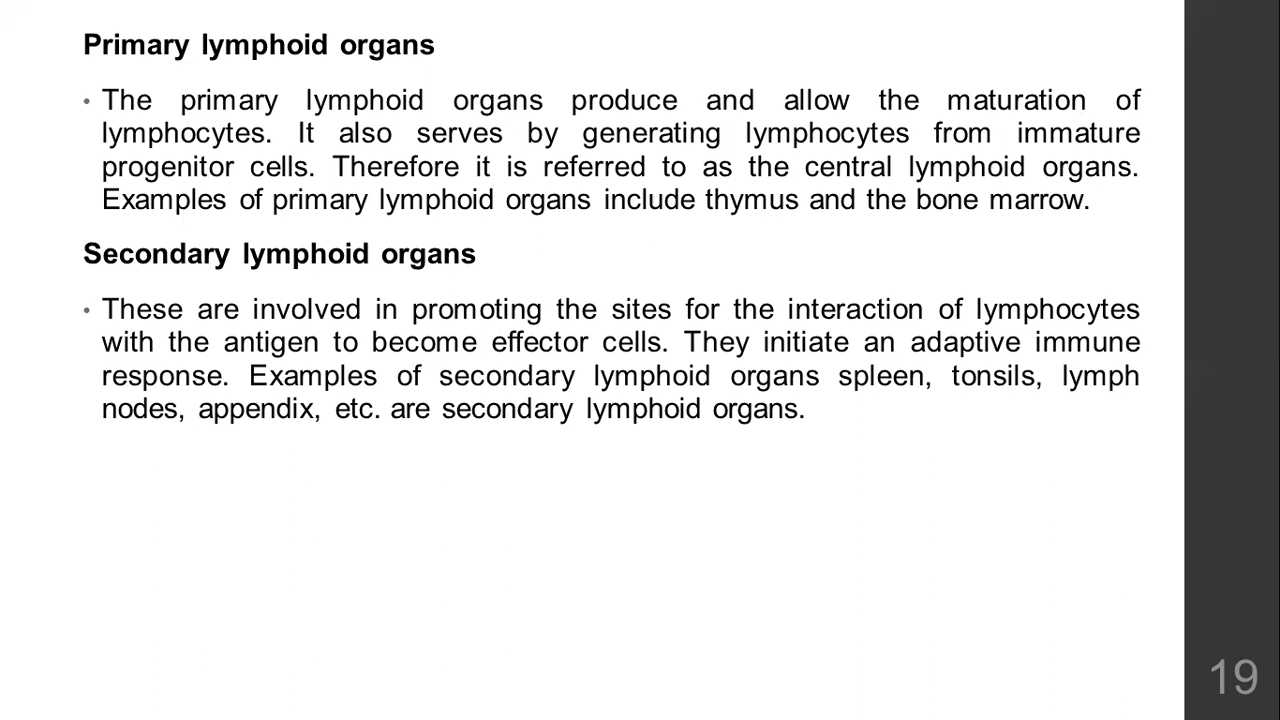 Primary lymphoid organs
• The primary lymphoid organs produce and allow the maturation of
lymphocytes. It also serves by generating lymphocytes from immature
progenitor cells. Therefore it is referred to as the central lymphoid organs.
Examples of primary lymphoid organs include thymus and the bone marrow.
Secondary lymphoid organs
• These are involved in promoting the sites for the interaction of lymphocytes
with the antigen to become effector cells. They initiate an adaptive immune
response. Examples of secondary lymphoid organs spleen, tonsils, lymph
nodes, appendix, etc. are secondary lymphoid organs.
19